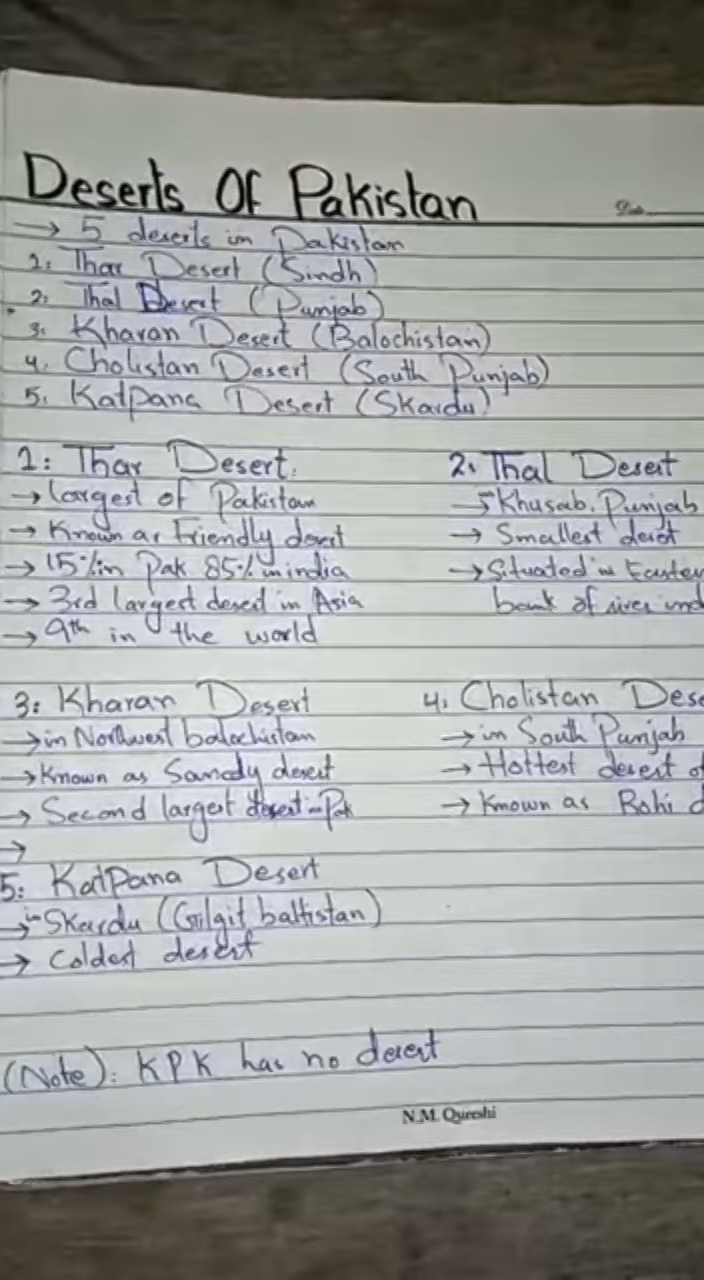 Deserts Of Pakistan
Date
→ 5 deserts in Pakistan
1: Thar Desert (Sindh)
2: Thal Desert (Punjab)
3: Kharan Desert (Balochistan)
4. Cholistan Desert (South Punjab)
5. Katpana Desert (Skardu)
1: Thar Desert:
→ largest of Pakistan
→ Known as Friendly desert
→ 15% in Pak 85% in india
→ 3rd largest desert in Asia
→ 9th in the world
2. Thal Desert
→ Khusab, Punjab
→ Smallest desert
→ Situated in Easter
bank of river ind
3: Kharan Desert
→ in Northwest balochistan
→ Known as Sandy desert
→ Second largest desert in Pak
→
4. Cholistan Dese
→ in South Punjab
→ Hottest desert of
→ Known as Rohi d
5: Katpana Desert
→ in Skardu (Gilgit baltistan)
→ Coldest desert
(Note): KPK has no desert
N.M. Qureshi